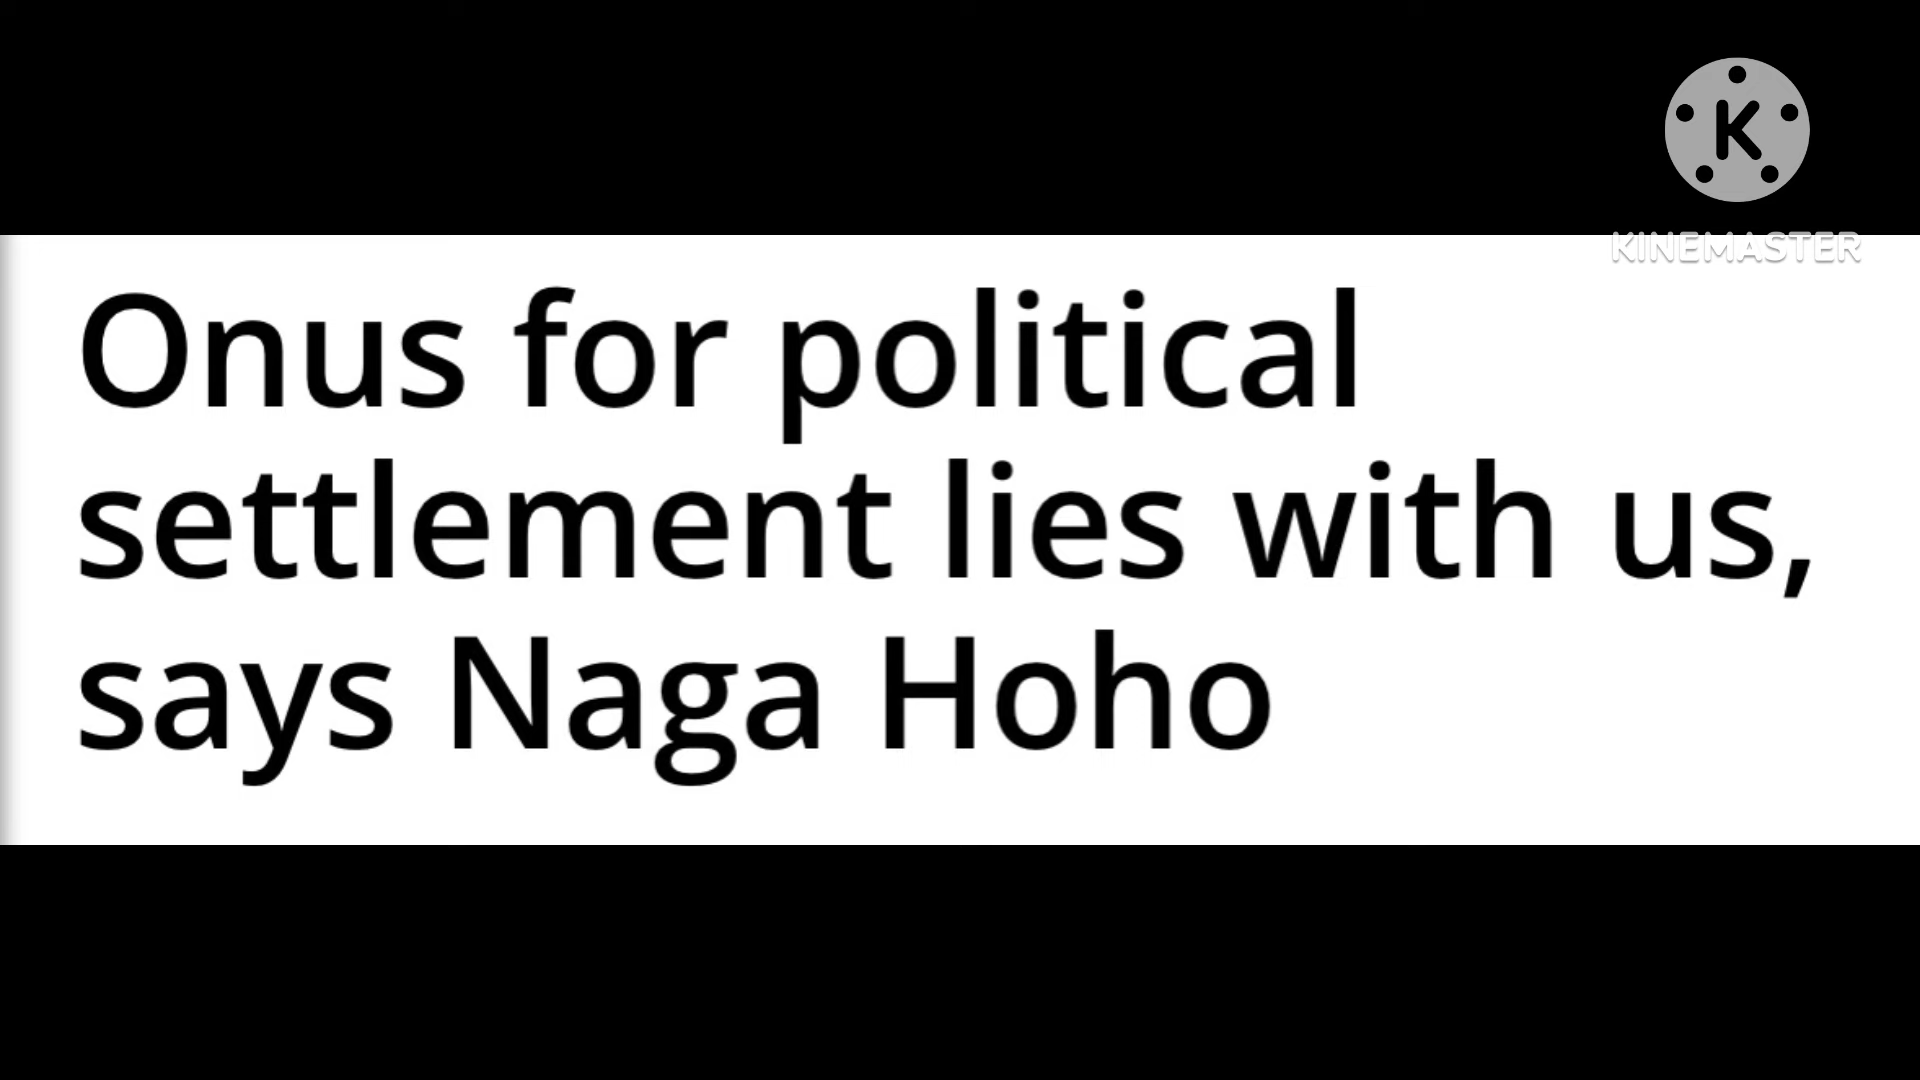 K
KINEMASTER
Onus for political
settlement lies with us,
says Naga Hoho